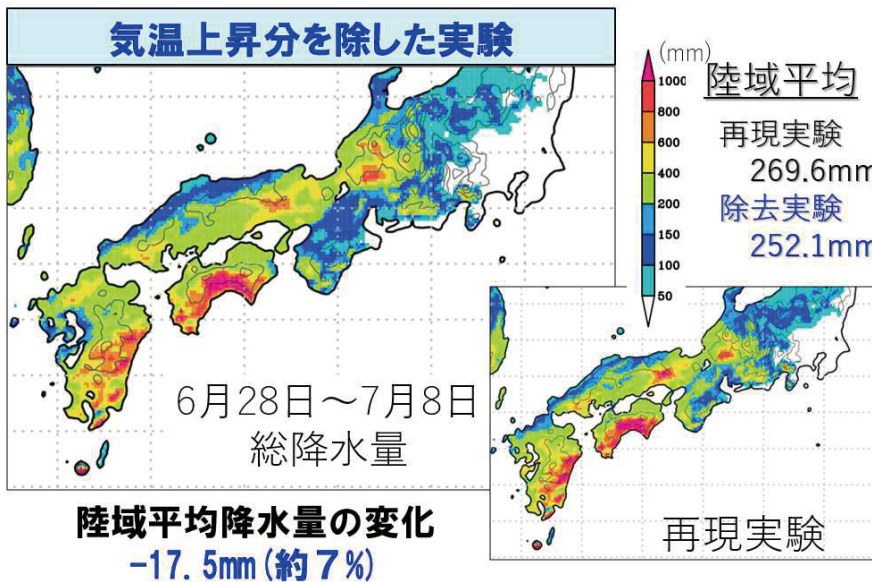 気温上昇分を除した実験
(mm)
1000
800
600
400
200
150
100
50
陸域平均
再現実験
269.6mm
除去実験
252.1mm
6月28日～7月8日
総降水量
再現実験
陸域平均降水量の変化
-17.5mm(約7%)